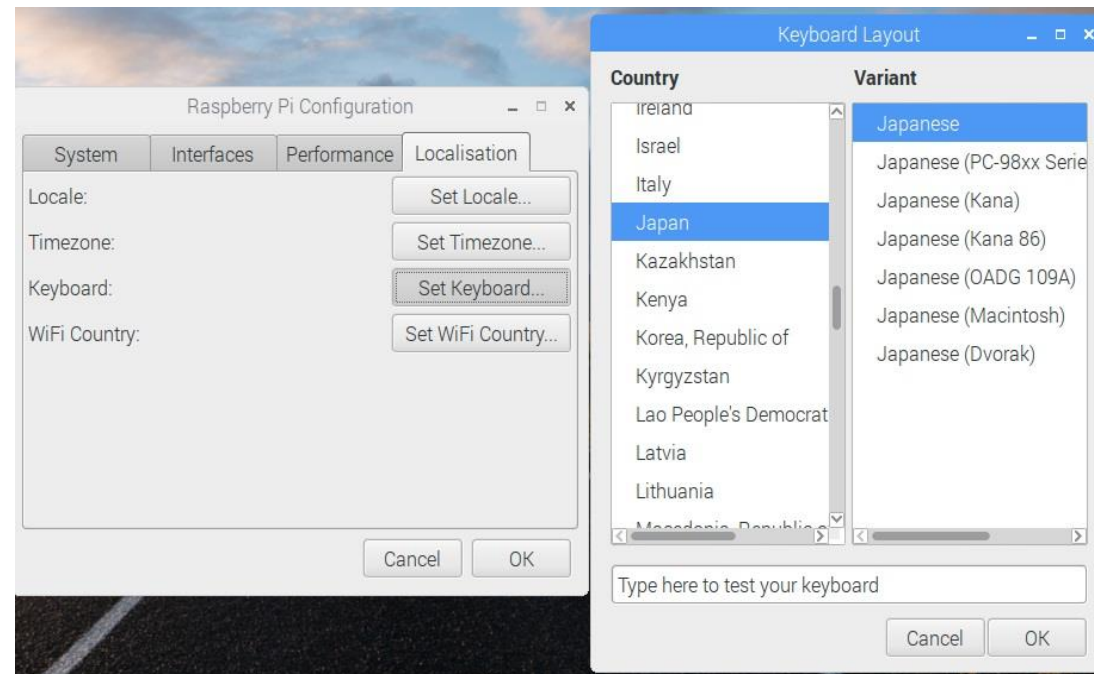 Raspberry Pi Configuration
System Interfaces Performance Localisation
Locale: Set Locale...
Timezone: Set Timezone...
Keyboard: Set Keyboard...
WiFi Country: Set WiFi Country...
Cancel OK
Keyboard Layout
Country Variant
Ireland
Israel
Italy
Japan
Kazakhstan
Kenya
Korea, Republic of
Kyrgyzstan
Lao People's Democrat
Latvia
Lithuania
Macedonia, Republic o
Japanese
Japanese (PC-98xx Serie
Japanese (Kana)
Japanese (Kana 86)
Japanese (OADG 109A)
Japanese (Macintosh)
Japanese (Dvorak)
Type here to test your keyboard
Cancel OK